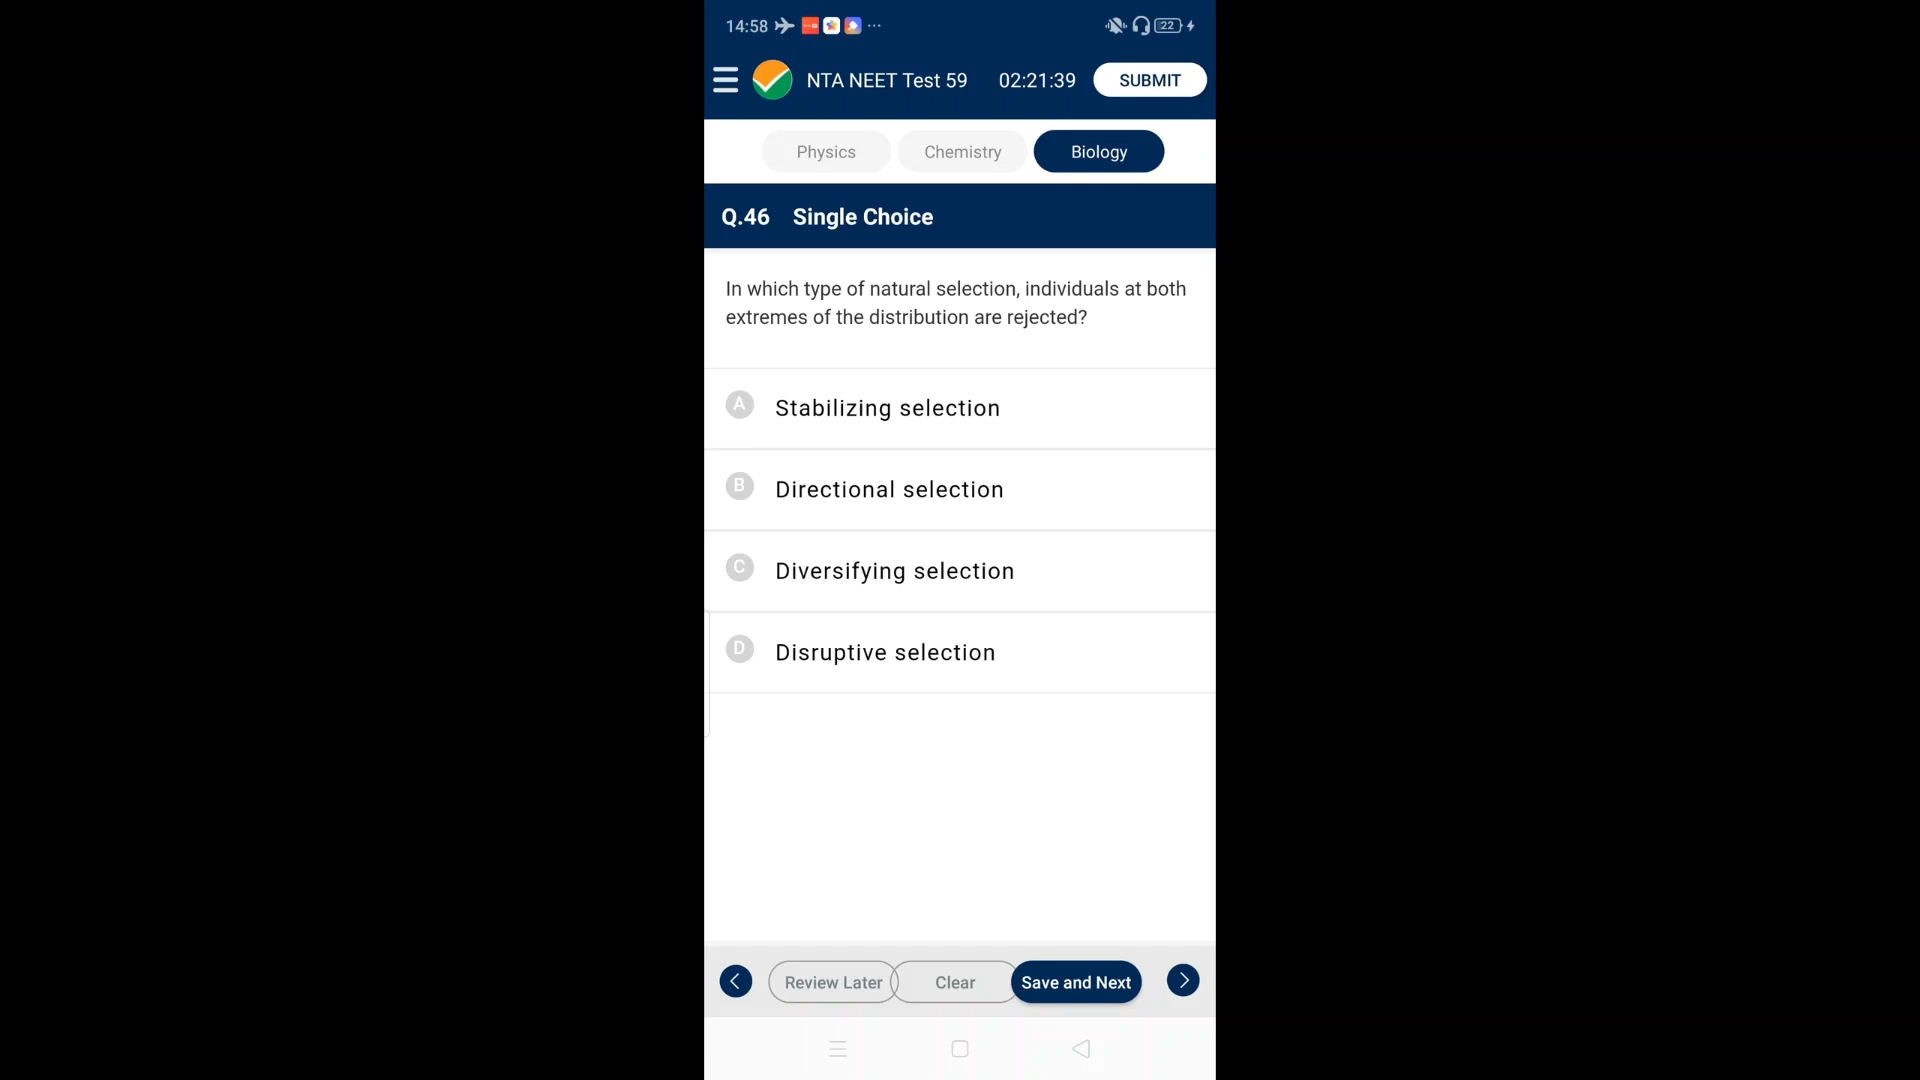 14:58 ... 22
NTA NEET Test 59 02:21:39 SUBMIT
Physics Chemistry Biology
Q.46 Single Choice
In which type of natural selection, individuals at both
extremes of the distribution are rejected?
A Stabilizing selection
B Directional selection
C Diversifying selection
D Disruptive selection
Review Later Clear Save and Next